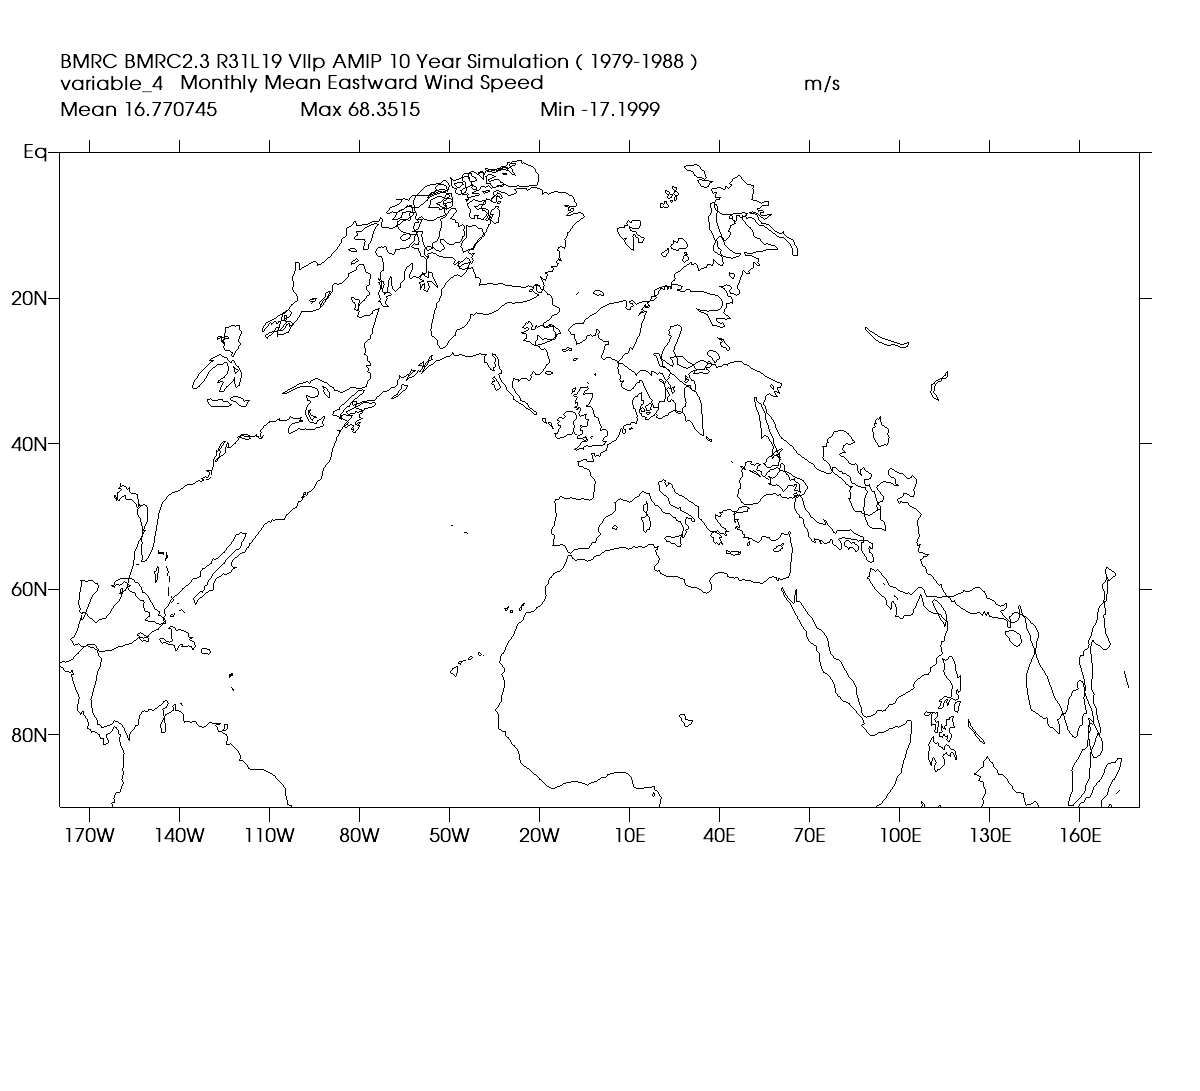 BMRC BMRC2.3 R31L19 VIIp AMIP 10 Year Simulation ( 1979-1988 )
variable_4 Monthly Mean Eastward Wind Speed m/s
Mean 16.770745 Max 68.3515 Min -17.1999
Eq
20N
40N
60N
80N
170W 140W 110W 80W 50W 20W 10E 40E 70E 100E 130E 160E